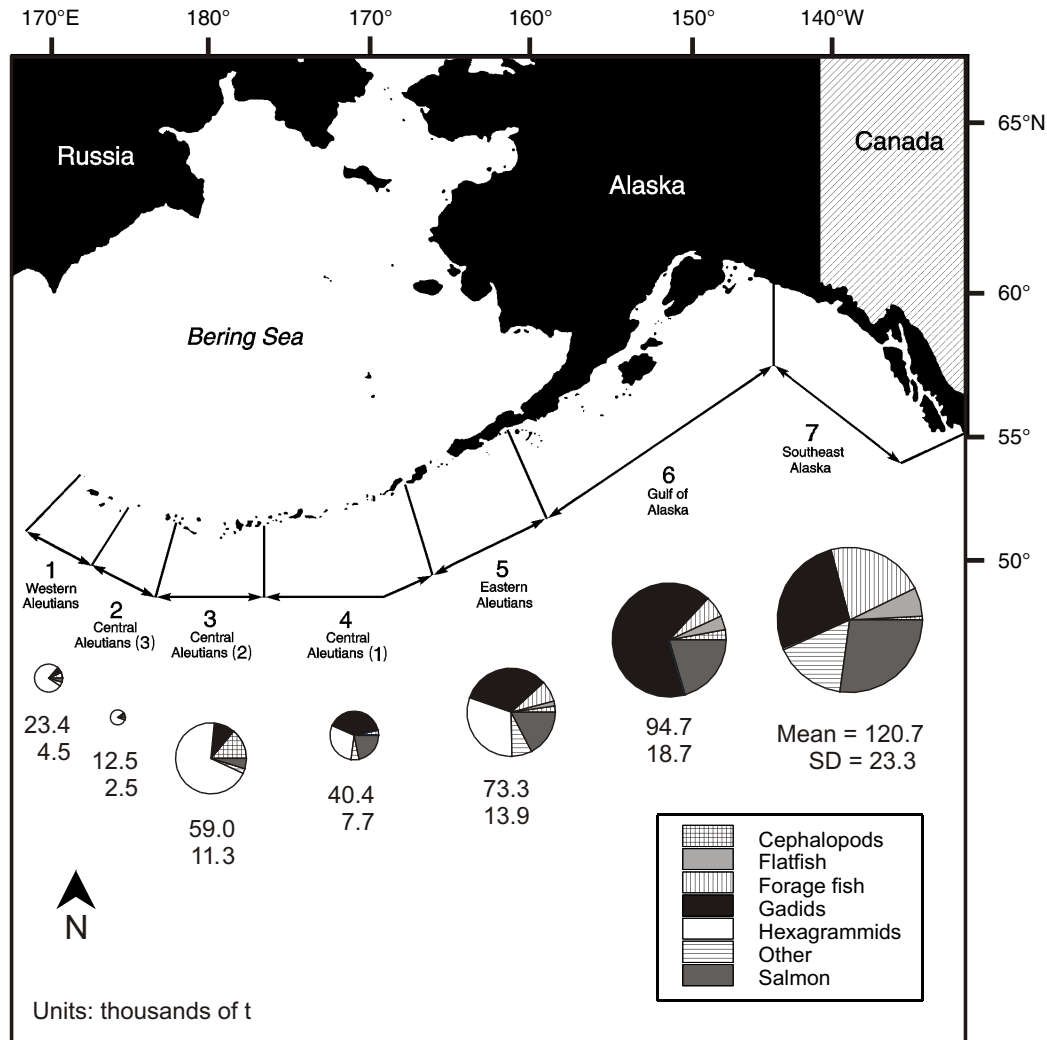 170°E 180° 170° 160° 150° 140°W
65°N
Canada
Russia
Alaska
60°
Bering Sea
55°
7
Southeast
Alaska
6
Gulf of
Alaska
50°
5
Eastern
Aleutians
1
Western
Aleutians
2
Central
Aleutians (3)
3
Central
Aleutians (2)
4
Central
Aleutians (1)
23.4
4.5
12.5
2.5
59.0
11.3
40.4
7.7
73.3
13.9
94.7
18.7
Mean = 120.7
SD = 23.3
Cephalopods
Flatfish
Forage fish
Gadids
Hexagrammids
Other
Salmon
N
Units: thousands of t